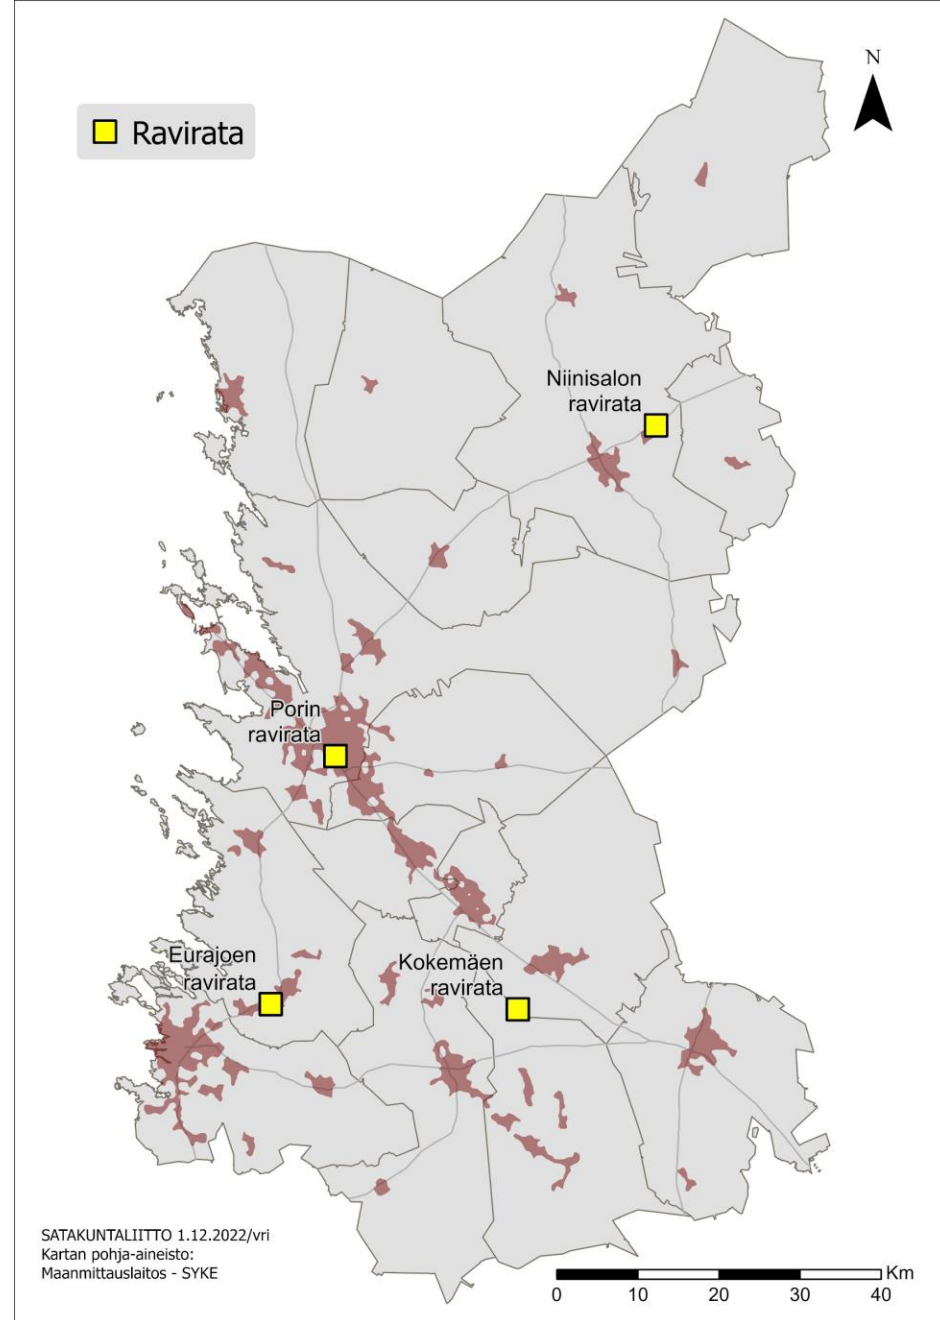 N
Ravirata
Niinisalon
ravirata
Porin
ravirata
Eurajoen
ravirata
Kokemäen
ravirata
SATAKUNTALIITTO 1.12.2022/vri
Kartan pohja-aineisto:
Maanmittauslaitos - SYKE
Km
0 10 20 30 40